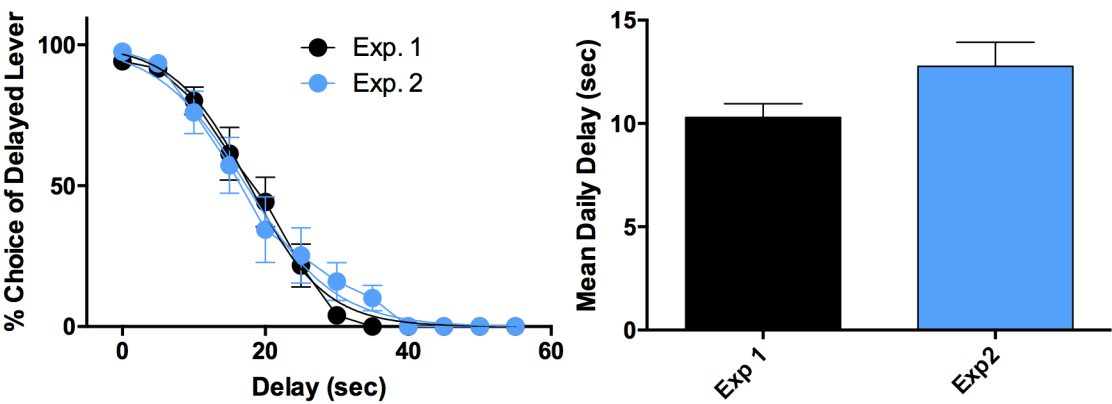 % Choice of Delayed Lever
100
50
0
Exp. 1
Exp. 2
0
20
40
60
Delay (sec)
Mean Daily Delay (sec)
15
10
5
0
Exp 1
Exp2